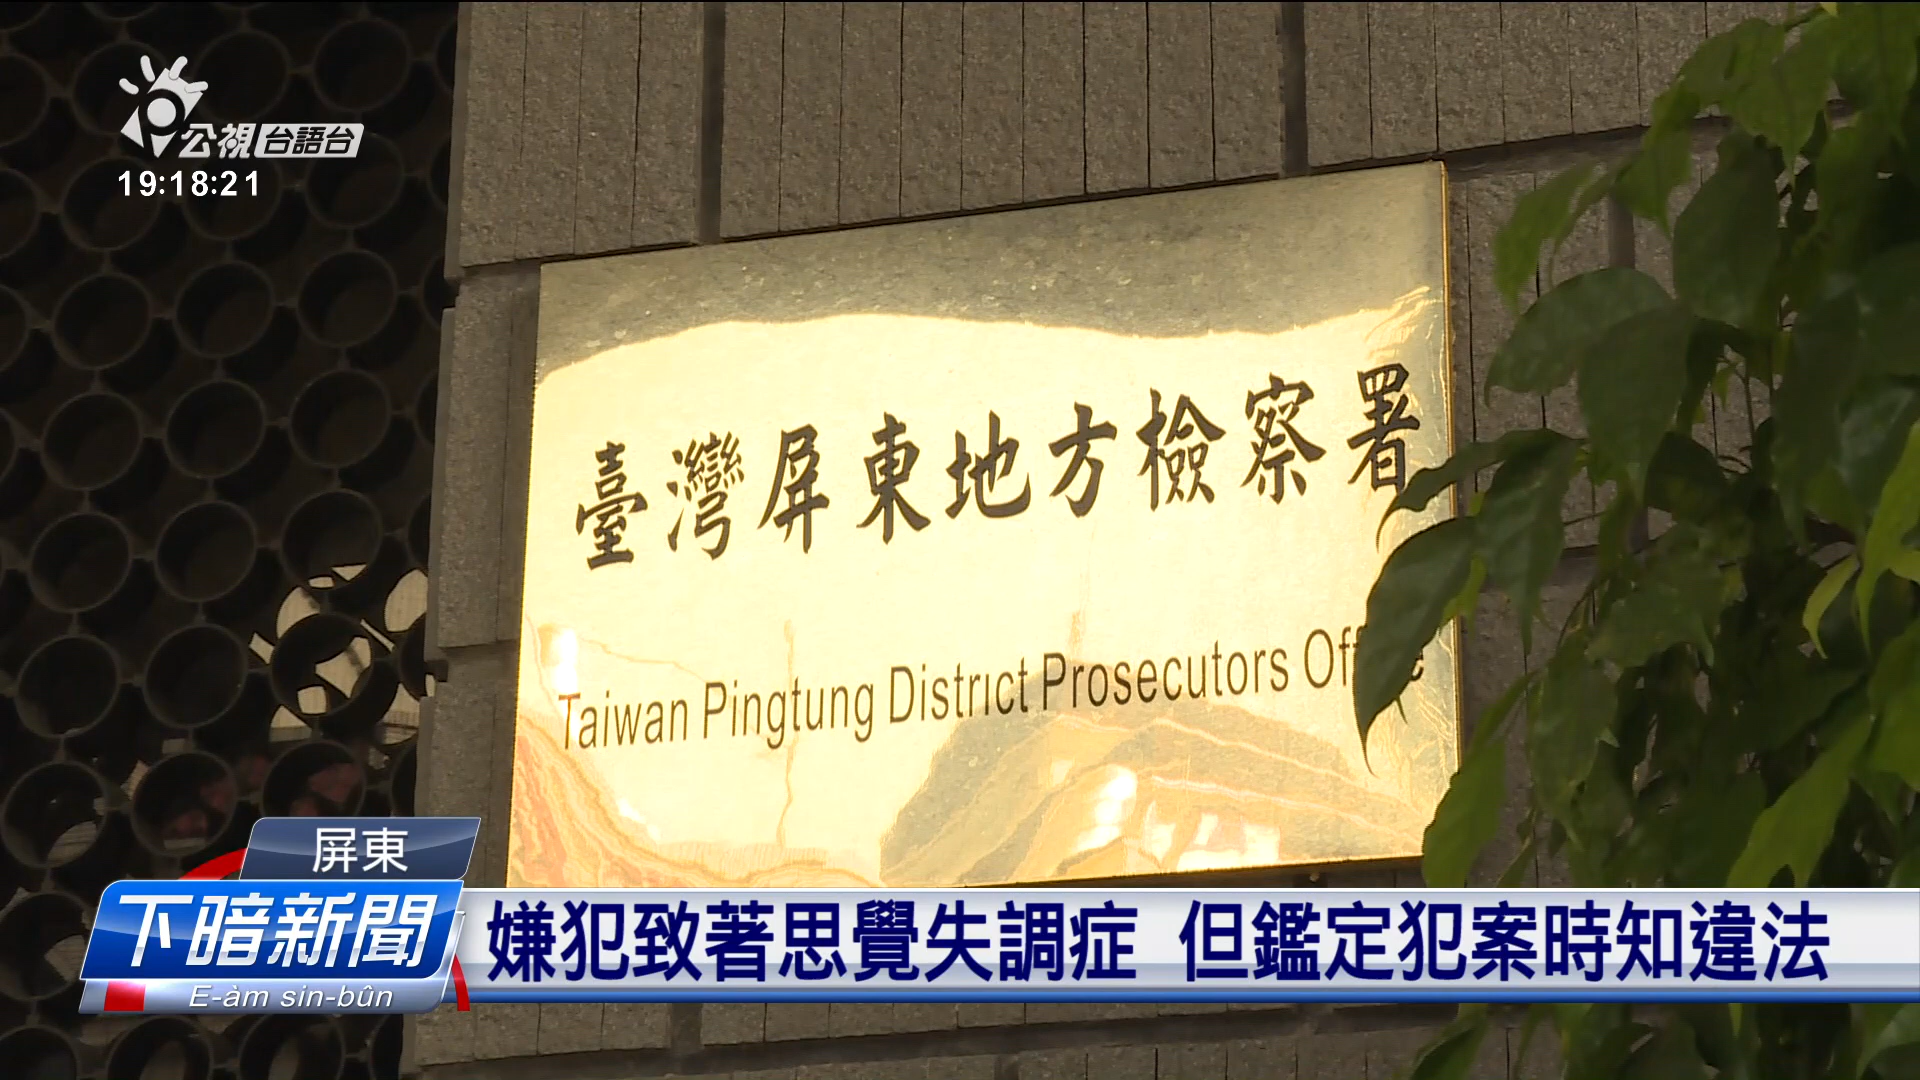 公視台語台
19:18:21
臺灣屏東地方檢察署
Taiwan Pingtung District Prosecutors Office
屏東
下暗新聞
E-àm sin-bûn
嫌犯致著思覺失調症 但鑑定犯案時知違法